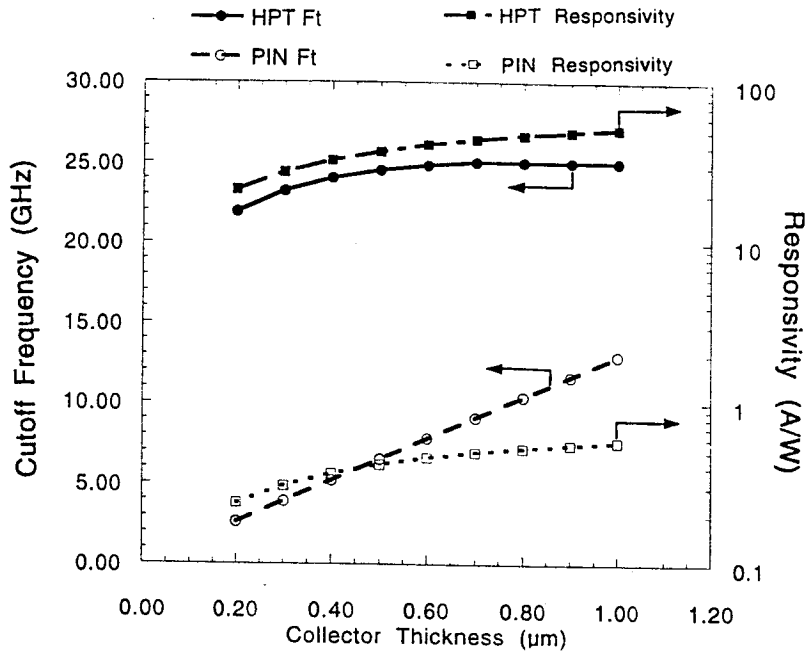 HPT Ft
HPT Responsivity
PIN Ft
PIN Responsivity
30.00
25.00
20.00
15.00
10.00
5.00
0.00
Cutoff Frequency (GHz)
100
10
1
0.1
Responsivity (A/W)
0.00 0.20 0.40 0.60 0.80 1.00 1.20
Collector Thickness (µm)